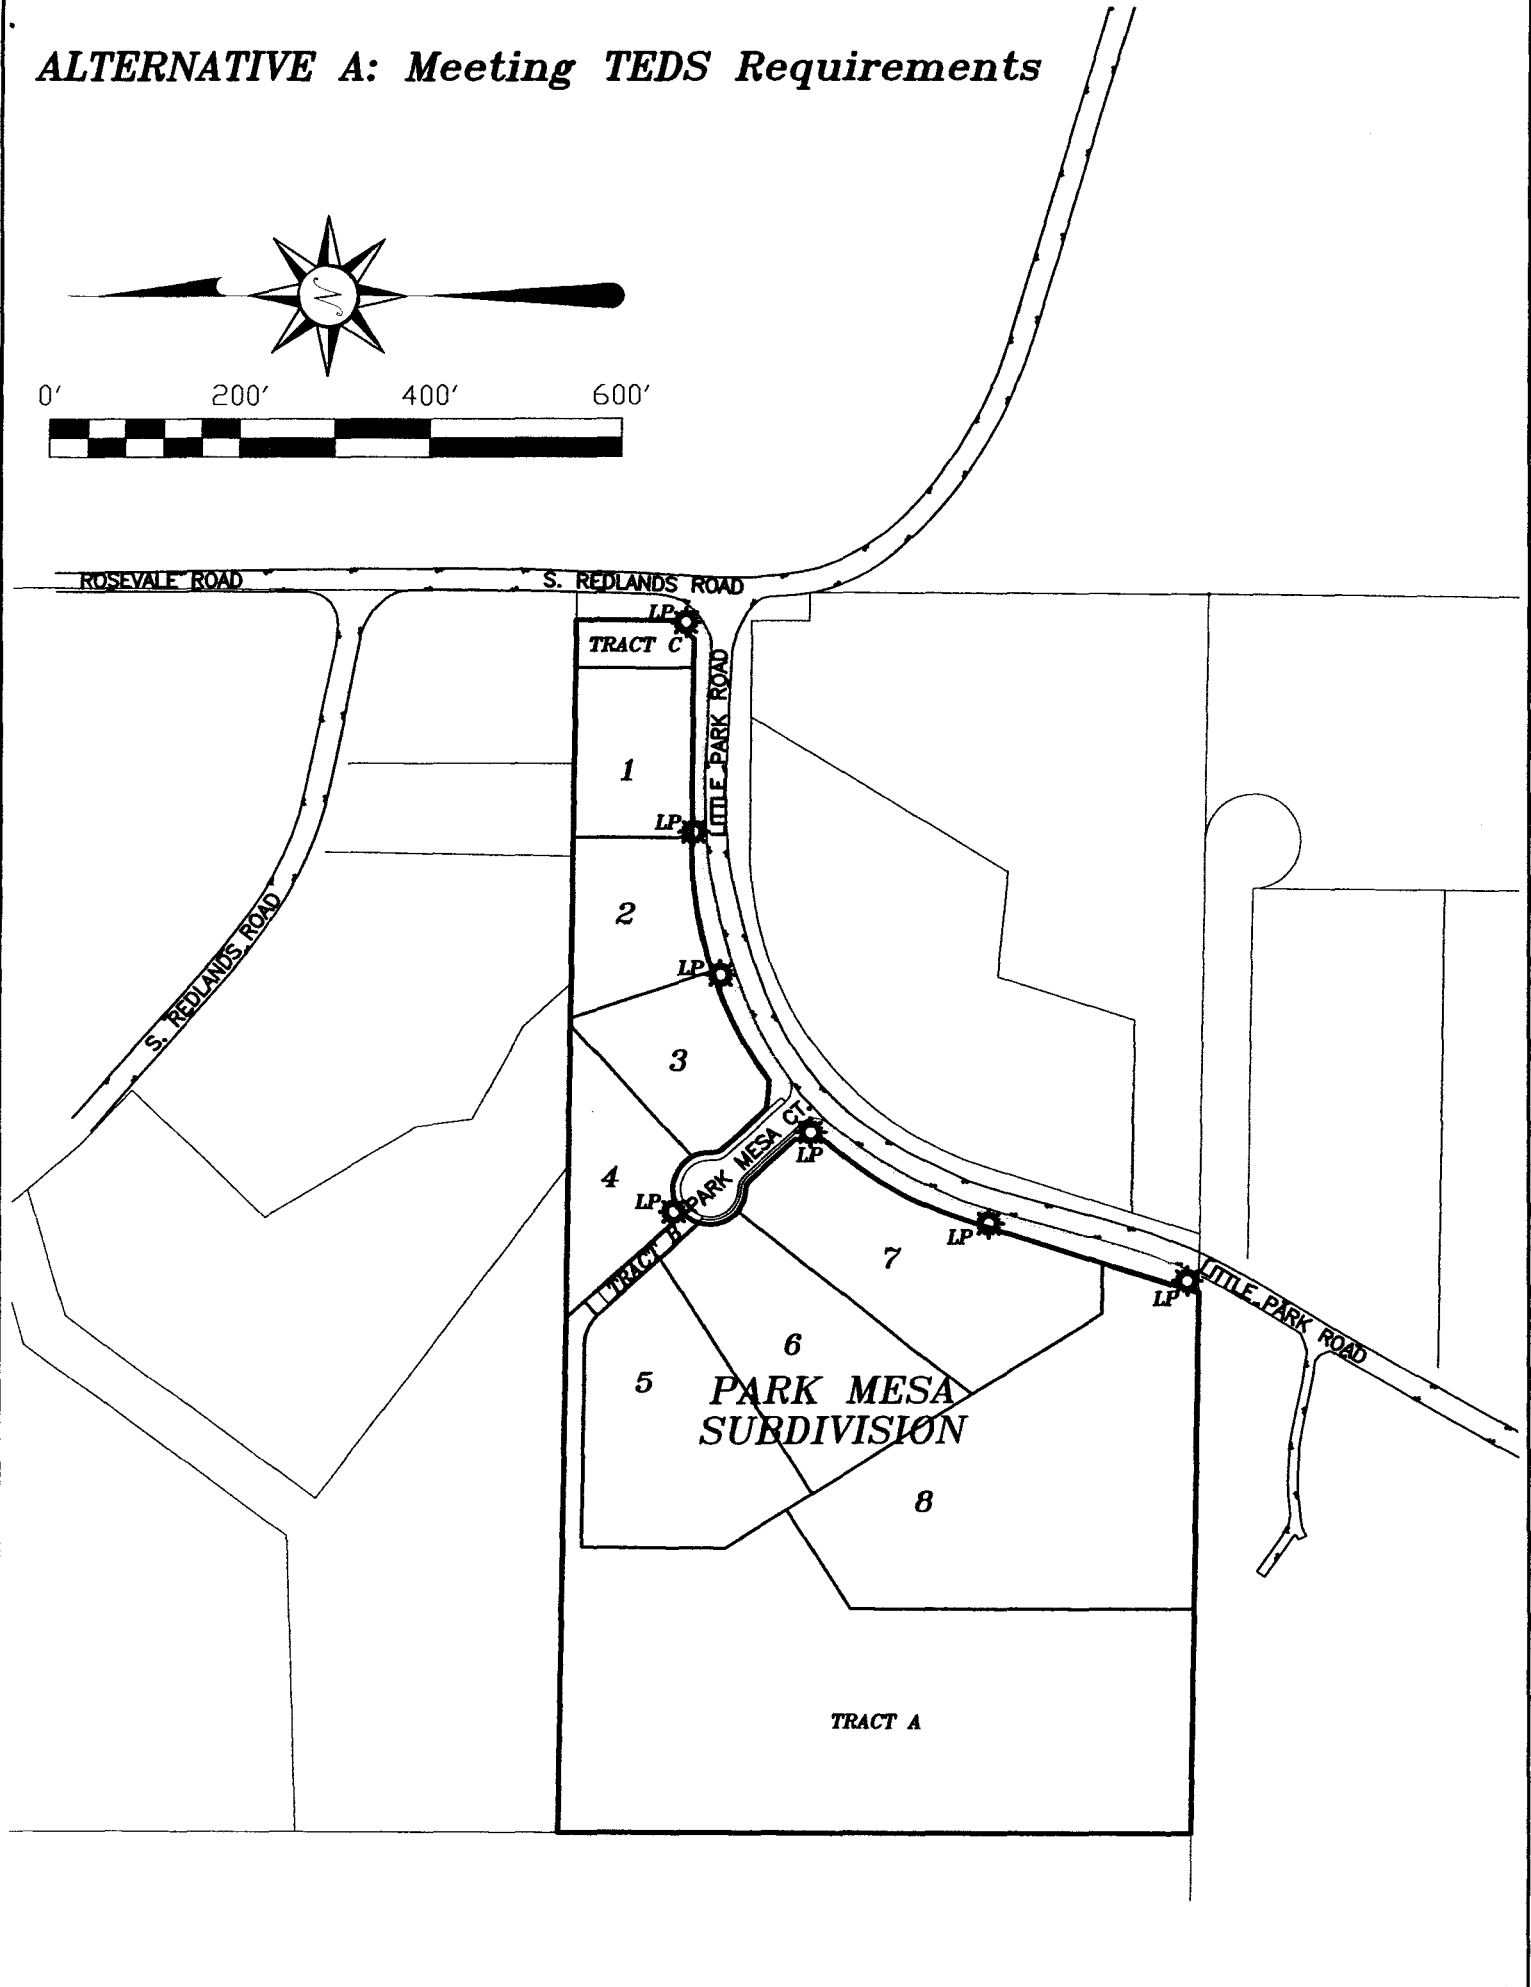 ALTERNATIVE A: Meeting TEDS Requirements
N
0' 200' 400' 600'
ROSEVALE ROAD
S. REDLANDS ROAD
LP
TRACT C
LITTLE PARK ROAD
1
LP
2
S. REDLANDS ROAD
LP
3
PARK MESA CT.
LP
4
LP
TRACT B
LP
7
LP
LITTLE PARK ROAD
6
5
PARK MESA
SUBDIVISION
8
TRACT A